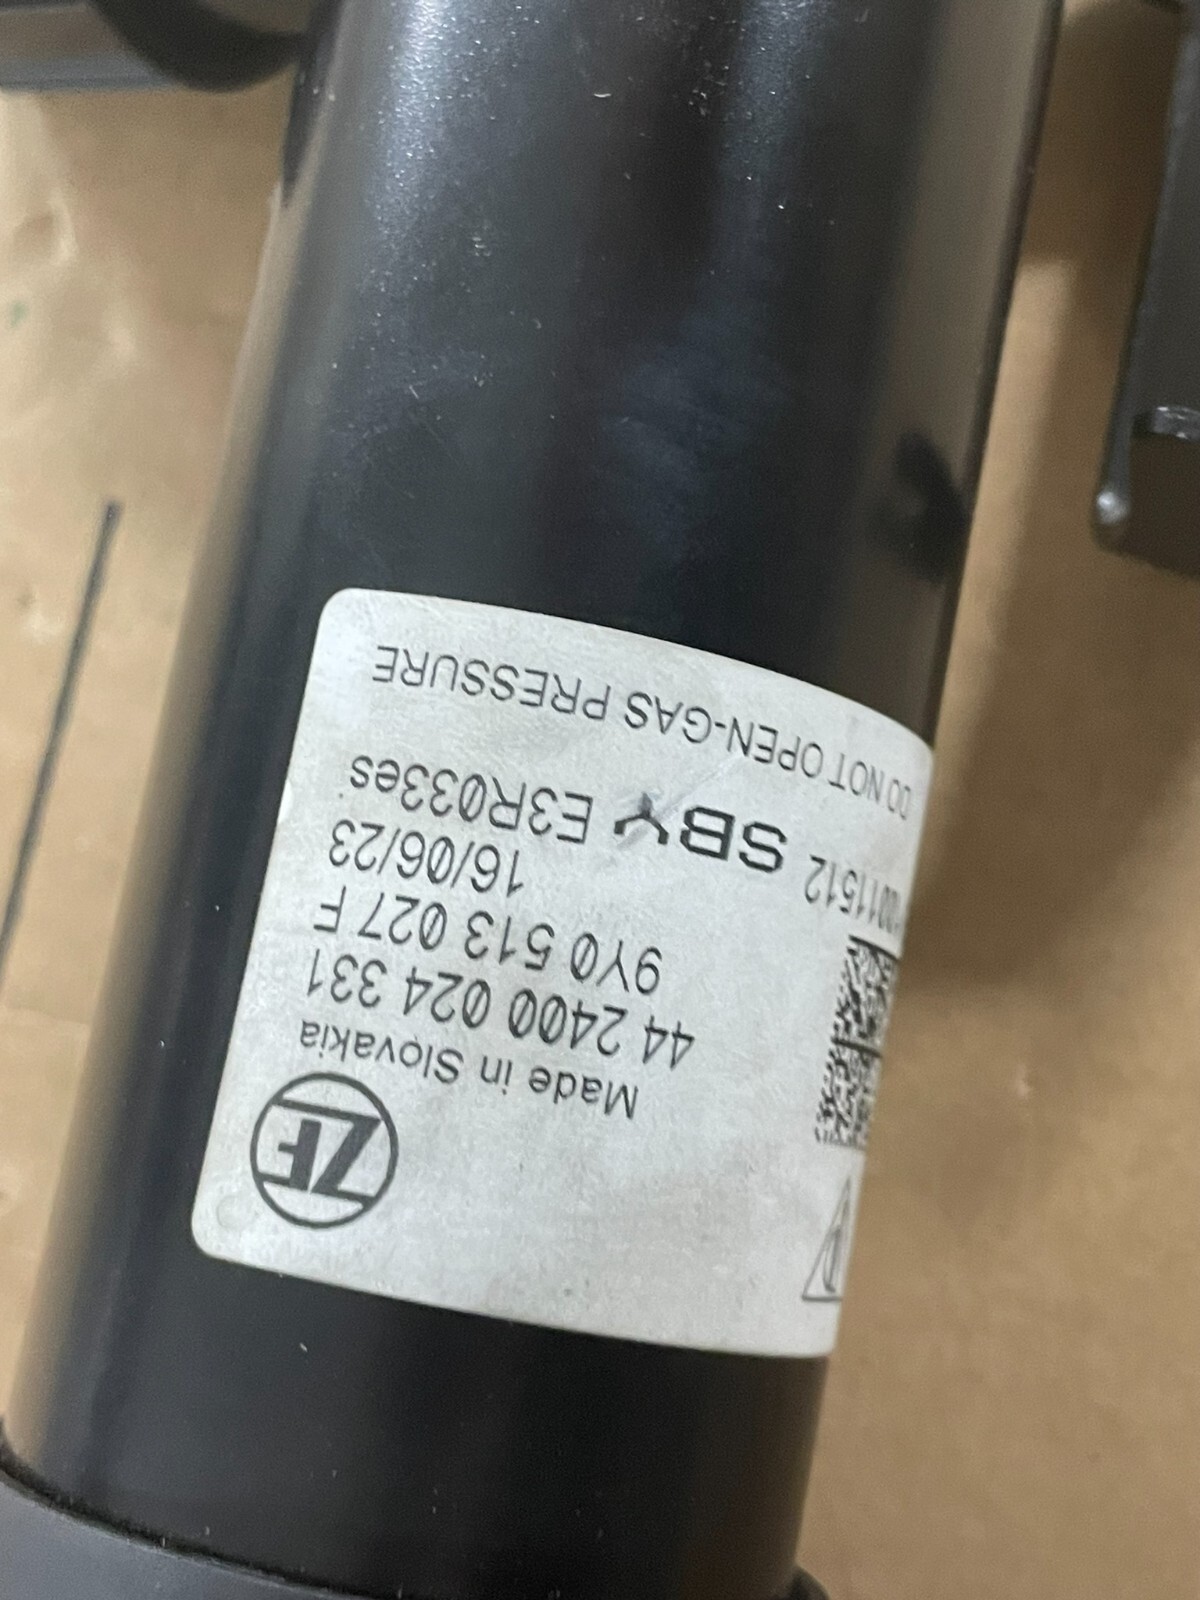 ZF
Made in Slovakia
44 2400 024 331
9Y0 513 027 F
16/06/23
SBY E3R033es
DO NOT OPEN-GAS PRESSURE